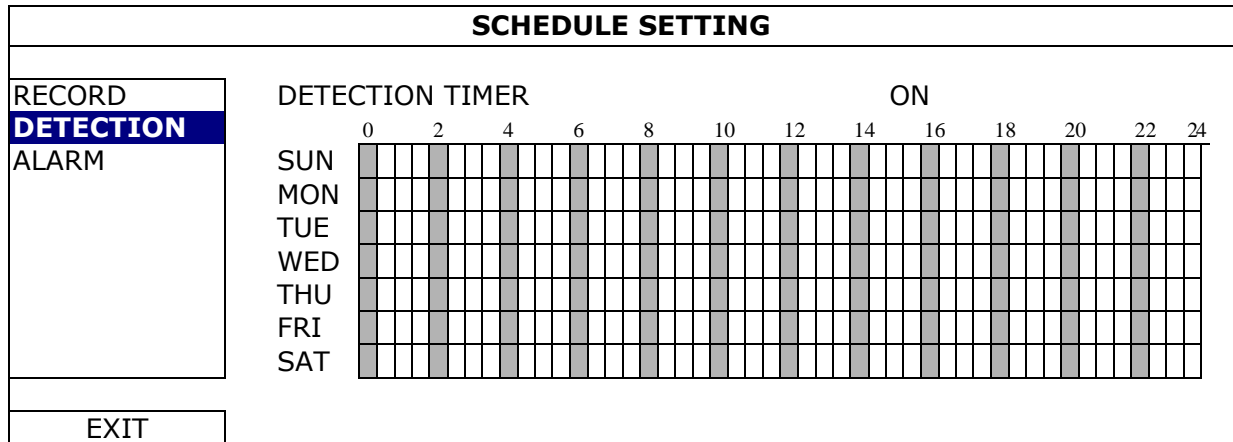 SCHEDULE SETTING
RECORD
DETECTION
ALARM
DETECTION TIMER ON
0 2 4 6 8 10 12 14 16 18 20 22 24
SUN
MON
TUE
WED
THU
FRI
SAT
EXIT